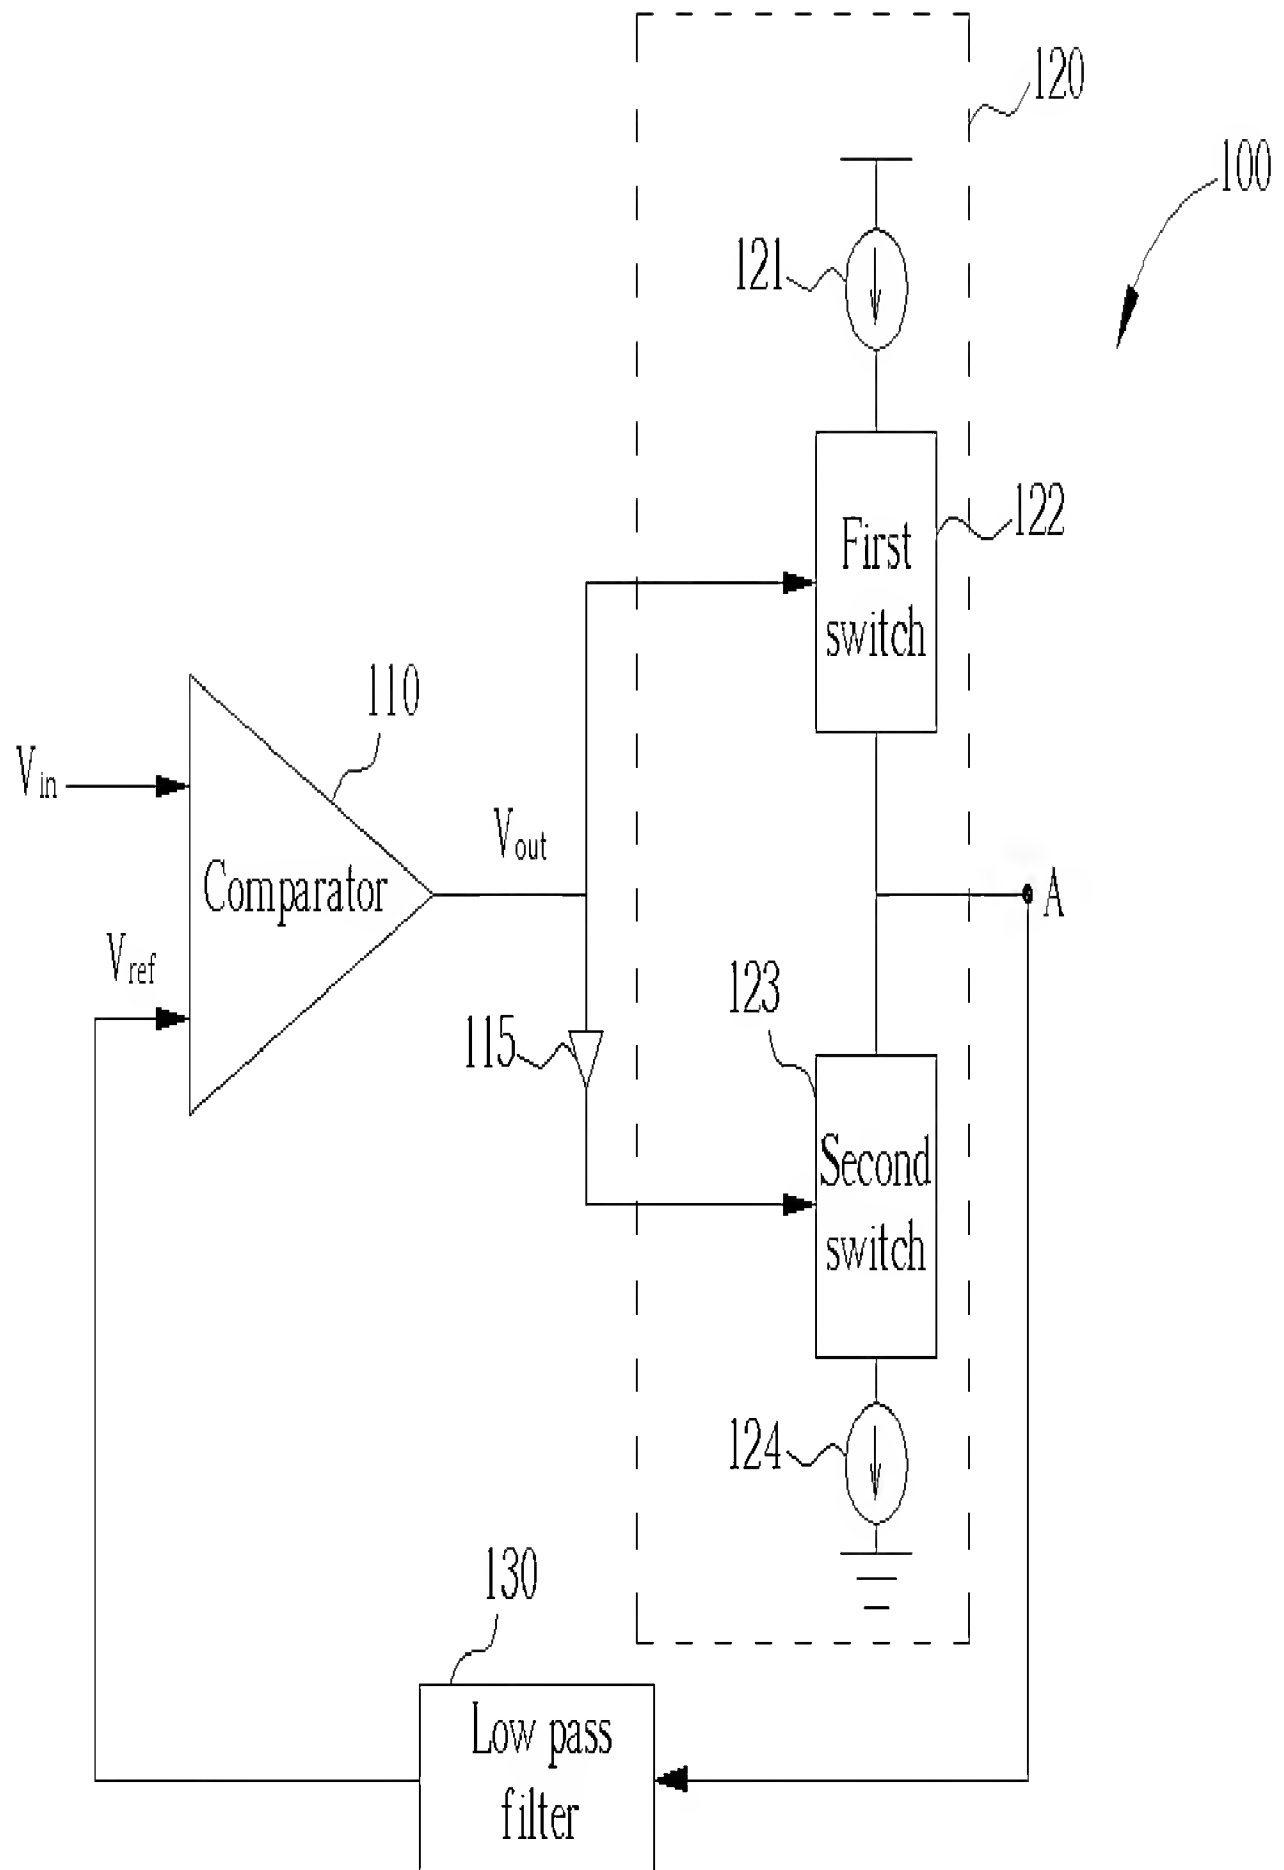 120
100
121
122
First
switch
110
Vin
Vout
Comparator
A
Vref
123
115
Second
switch
124
130
Low pass
filter